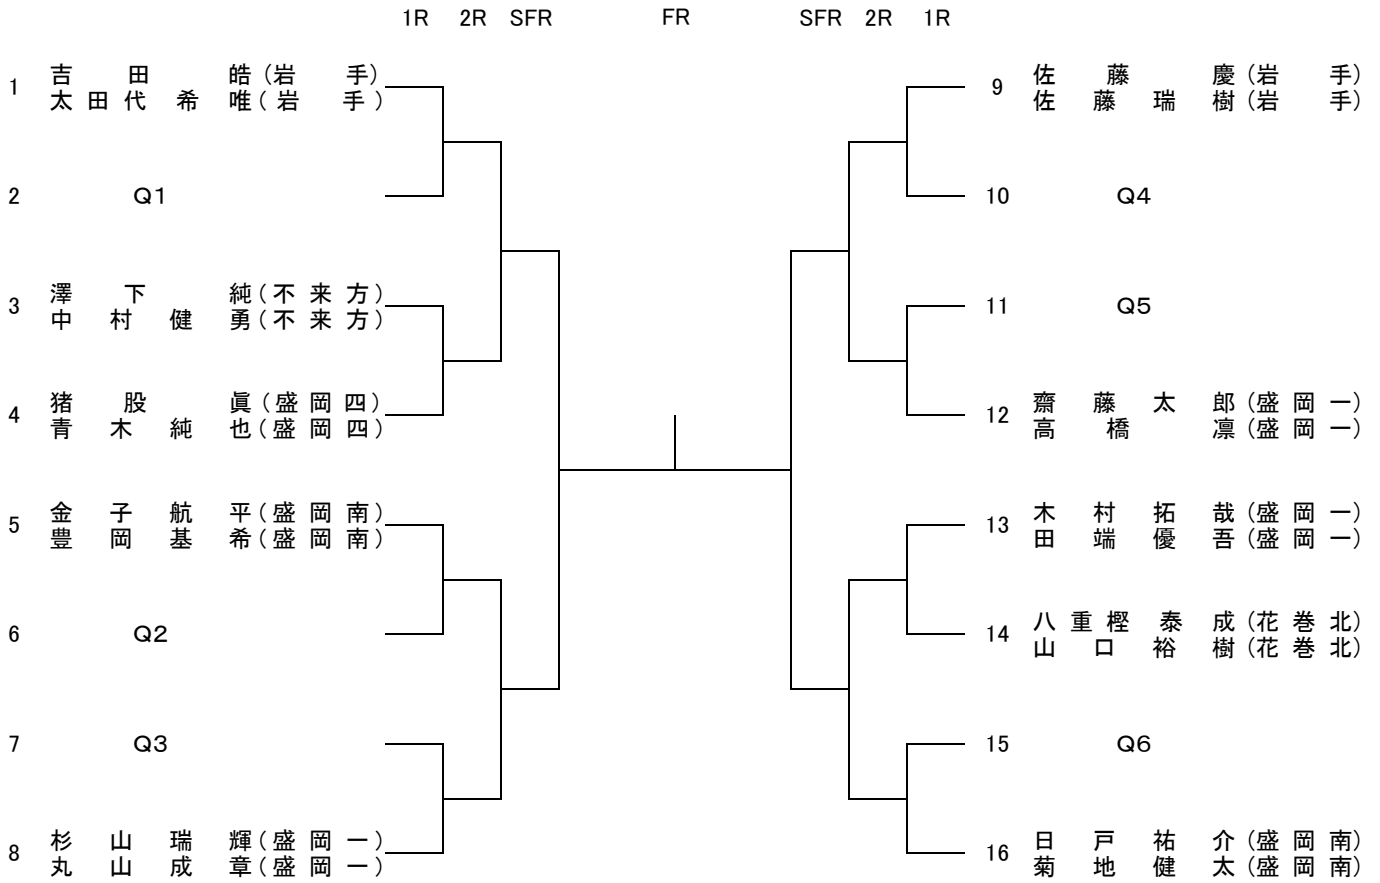 1R 2R SFR FR SFR 2R 1R
1 吉田皓(岩手)
太田代希唯(岩手)
2 Q1
3 澤下純(不来方)
中村健勇(不来方)
4 猪股眞(盛岡四)
青木純也(盛岡四)
5 金子航平(盛岡南)
豊岡基希(盛岡南)
6 Q2
7 Q3
8 杉山瑞輝(盛岡一)
丸山成章(盛岡一)
9 佐藤慶(岩手)
佐藤瑞樹(岩手)
10 Q4
11 Q5
12 齋藤太郎(盛岡一)
高橋凛(盛岡一)
13 木村拓哉(盛岡一)
田端優吾(盛岡一)
14 八重樫泰成(花巻北)
山口裕樹(花巻北)
15 Q6
16 日戸祐介(盛岡南)
菊地健太(盛岡南)